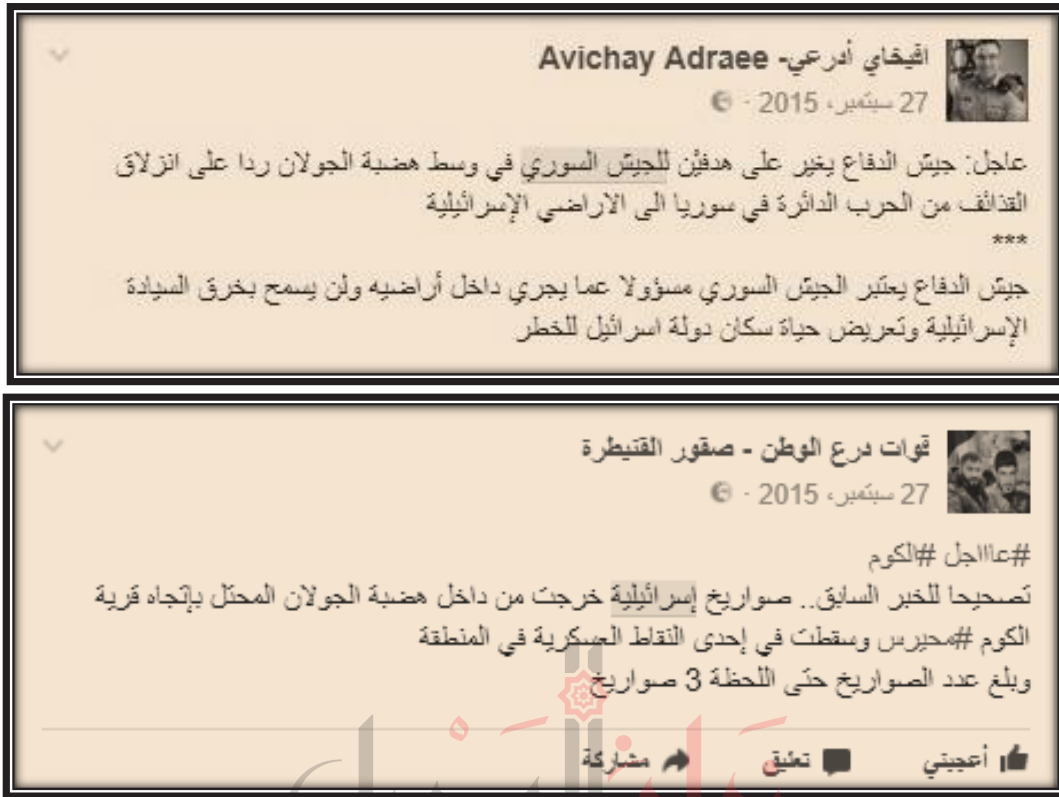 افيخاي أدرعي- Avichay Adraee
27 سبتمبر، 2015 ·
عاجل: جيش الدفاع يغير على هدفين للجيش السوري في وسط هضبة الجولان ردا على انزلاق
القذائف من الحرب الدائرة في سوريا الى الاراضي الإسرائيلية
***
جيش الدفاع يعتبر الجيش السوري مسؤولا عما يجري داخل أراضيه ولن يسمح بخرق السيادة
الإسرائيلية وتعريض حياة سكان دولة اسرائيل للخطر
قوات درع الوطن - صقور القنيطرة
27 سبتمبر، 2015 ·
#عاااجل #الكوم
تصحيحا للخبر السابق.. صواريخ إسرائيلية خرجت من داخل هضبة الجولان المحتل بإتجاه قرية
الكوم #محيرس وسقطت في إحدى النقاط العسكرية في المنطقة
وبلغ عدد الصواريخ حتى اللحظة 3 صواريخ
أعجبني تعليق مشاركة